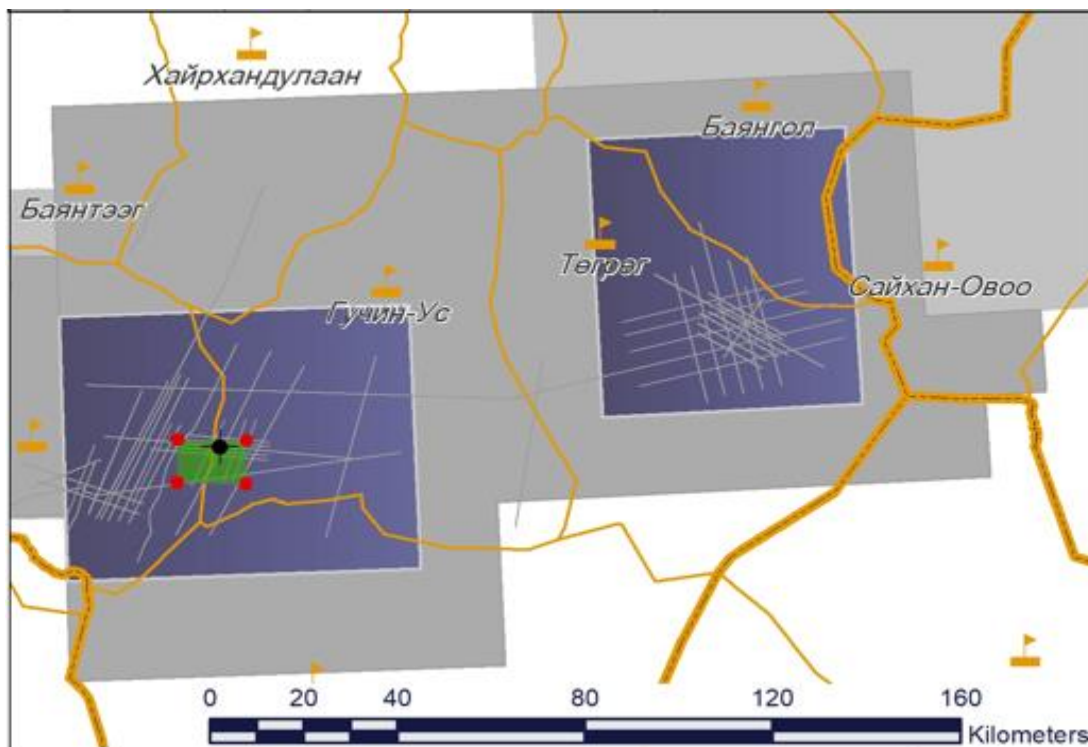 Хайрхандулаан
Баянгол
Баянтээг
Төгрөг
Сайхан-Овоо
Гучин-Ус
0 20 40 80 120 160
Kilometers